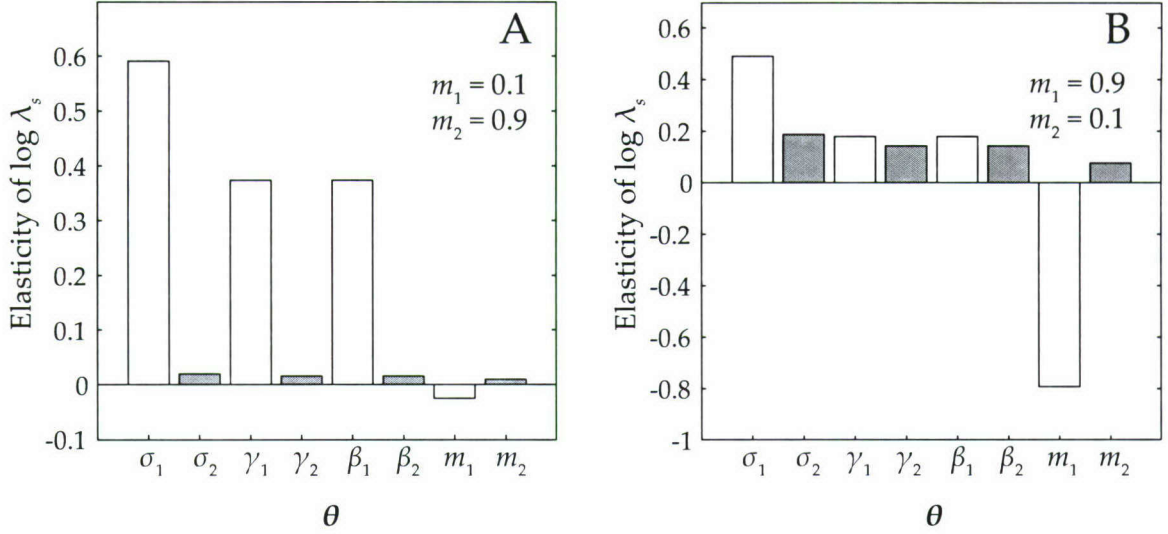 A
m₁ = 0.1
m₂ = 0.9
Elasticity of log λₛ
0.6
0.5
0.4
0.3
0.2
0.1
0
-0.1
σ₁ σ₂ γ₁ γ₂ β₁ β₂ m₁ m₂
θ
B
m₁ = 0.9
m₂ = 0.1
Elasticity of log λₛ
0.6
0.4
0.2
0
-0.2
-0.4
-0.6
-0.8
-1
σ₁ σ₂ γ₁ γ₂ β₁ β₂ m₁ m₂
θ